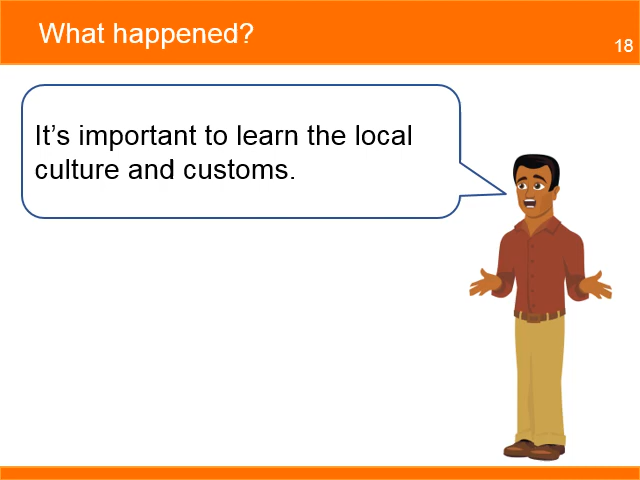 What happened?
18
It’s important to learn the local
culture and customs.